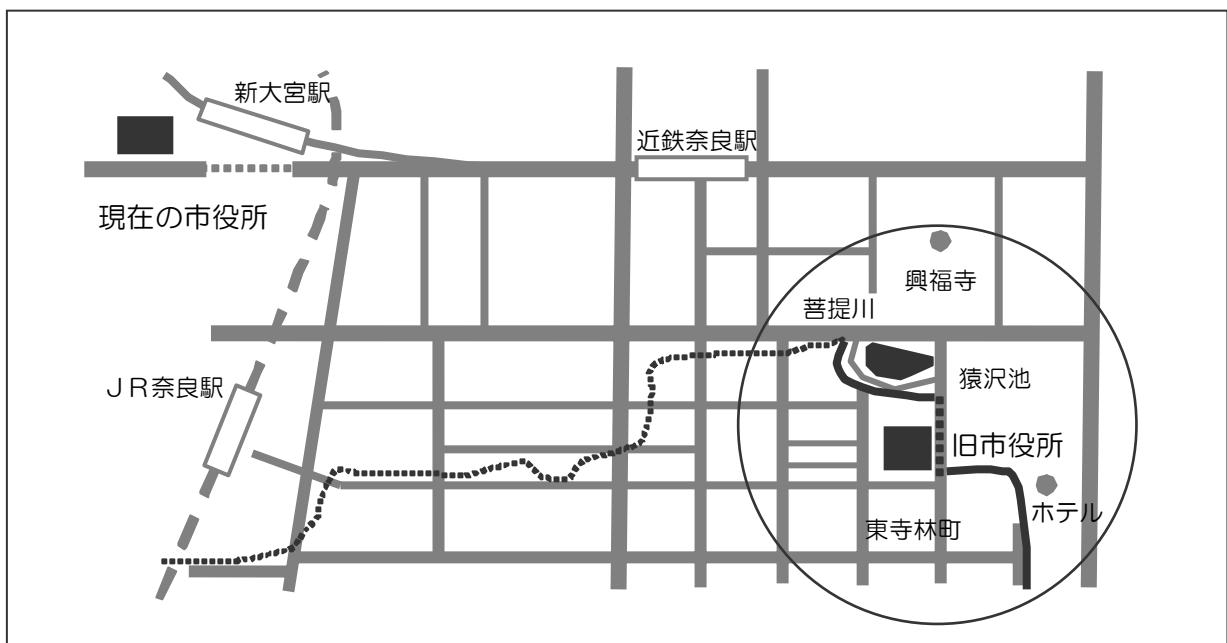 新大宮駅
近鉄奈良駅
現在の市役所
興福寺
菩提川
猿沢池
JR奈良駅
旧市役所
ホテル
東寺林町